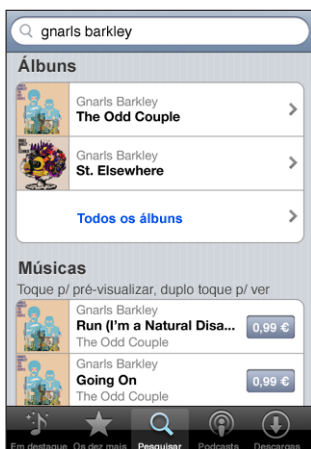 gnarls barkley
Álbuns
Gnarls Barkley
The Odd Couple
Gnarls Barkley
St. Elsewhere
Todos os álbuns
Músicas
Toque p/ pré-visualizar, duplo toque p/ ver
Gnarls Barkley
Run (I'm a Natural Disa...
0,99 €
The Odd Couple
Gnarls Barkley
Going On
0,99 €
The Odd Couple
Em destaque Os dez mais Pesquisar Podcasts Descargas